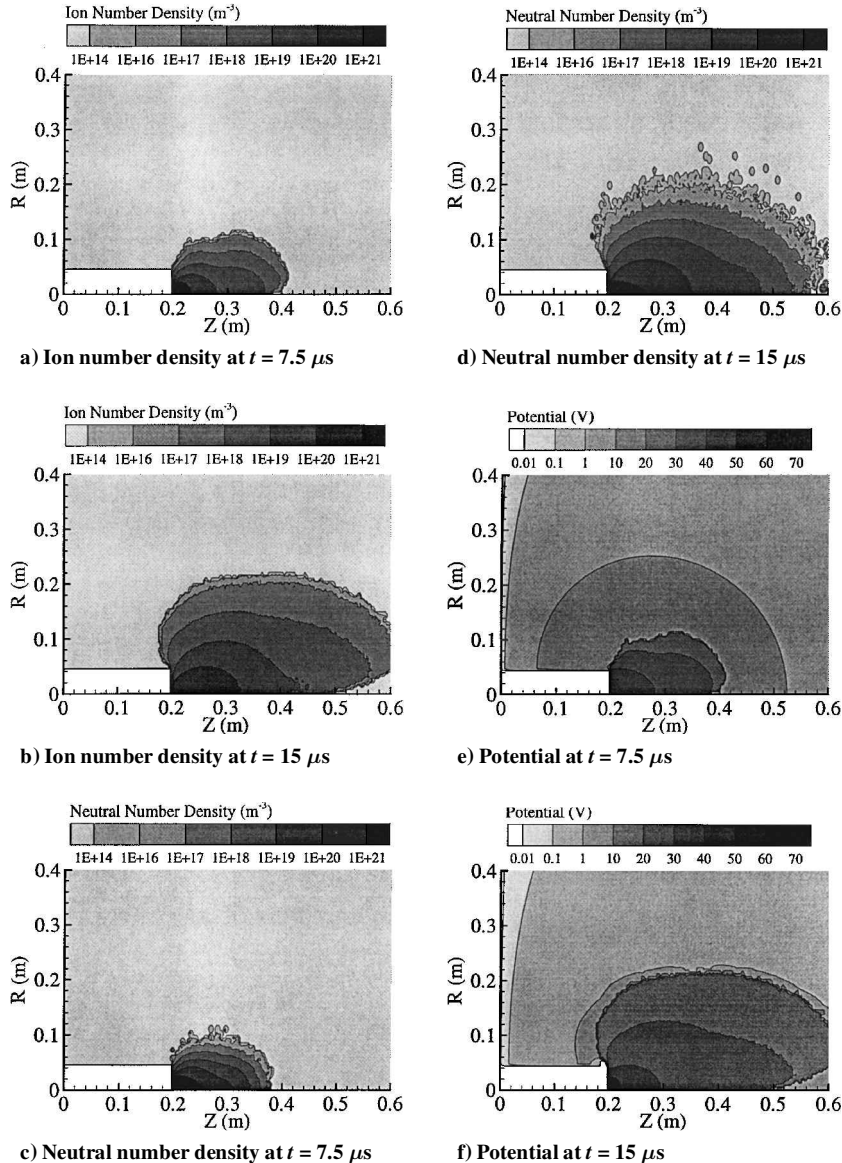 Ion Number Density (m⁻³)
1E+14 1E+16 1E+17 1E+18 1E+19 1E+20 1E+21
0.4
0.3
0.2
0.1
0
R (m)
0 0.1 0.2 0.3 0.4 0.5 0.6
Z (m)
a) Ion number density at t = 7.5 μs
Ion Number Density (m⁻³)
1E+14 1E+16 1E+17 1E+18 1E+19 1E+20 1E+21
0.4
0.3
0.2
0.1
0
R (m)
0 0.1 0.2 0.3 0.4 0.5 0.6
Z (m)
b) Ion number density at t = 15 μs
Neutral Number Density (m⁻³)
1E+14 1E+16 1E+17 1E+18 1E+19 1E+20 1E+21
0.4
0.3
0.2
0.1
0
R (m)
0 0.1 0.2 0.3 0.4 0.5 0.6
Z (m)
c) Neutral number density at t = 7.5 μs
Neutral Number Density (m⁻³)
1E+14 1E+16 1E+17 1E+18 1E+19 1E+20 1E+21
0.4
0.3
0.2
0.1
0
R (m)
0 0.1 0.2 0.3 0.4 0.5 0.6
Z (m)
d) Neutral number density at t = 15 μs
Potential (V)
0.01 0.1 1 10 20 30 40 50 60 70
0.4
0.3
0.2
0.1
0
R (m)
0 0.1 0.2 0.3 0.4 0.5 0.6
Z (m)
e) Potential at t = 7.5 μs
Potential (V)
0.01 0.1 1 10 20 30 40 50 60 70
0.4
0.3
0.2
0.1
0
R (m)
0 0.1 0.2 0.3 0.4 0.5 0.6
Z (m)
f) Potential at t = 15 μs